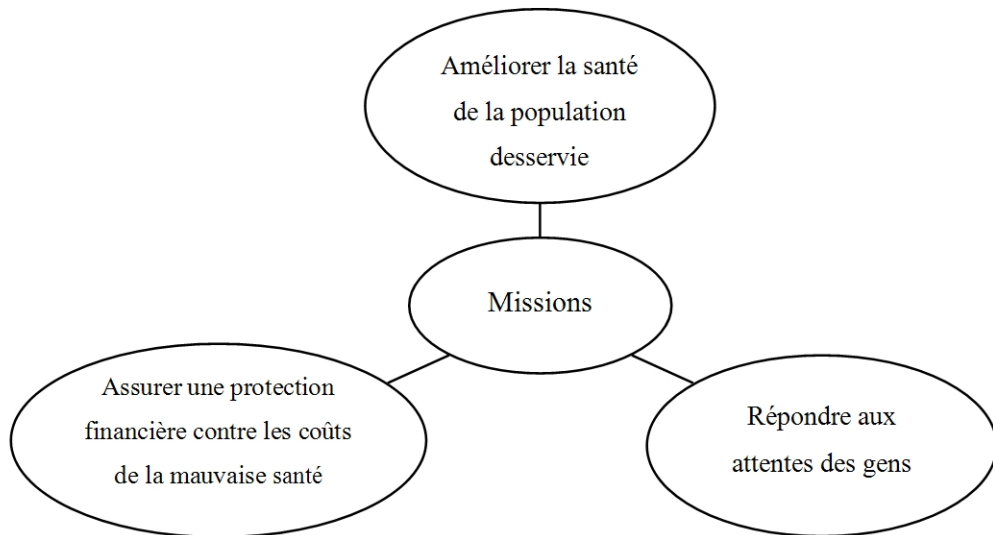 Améliorer la santé
de la population
desservie
Missions
Assurer une protection
financière contre les coûts
de la mauvaise santé
Répondre aux
attentes des gens